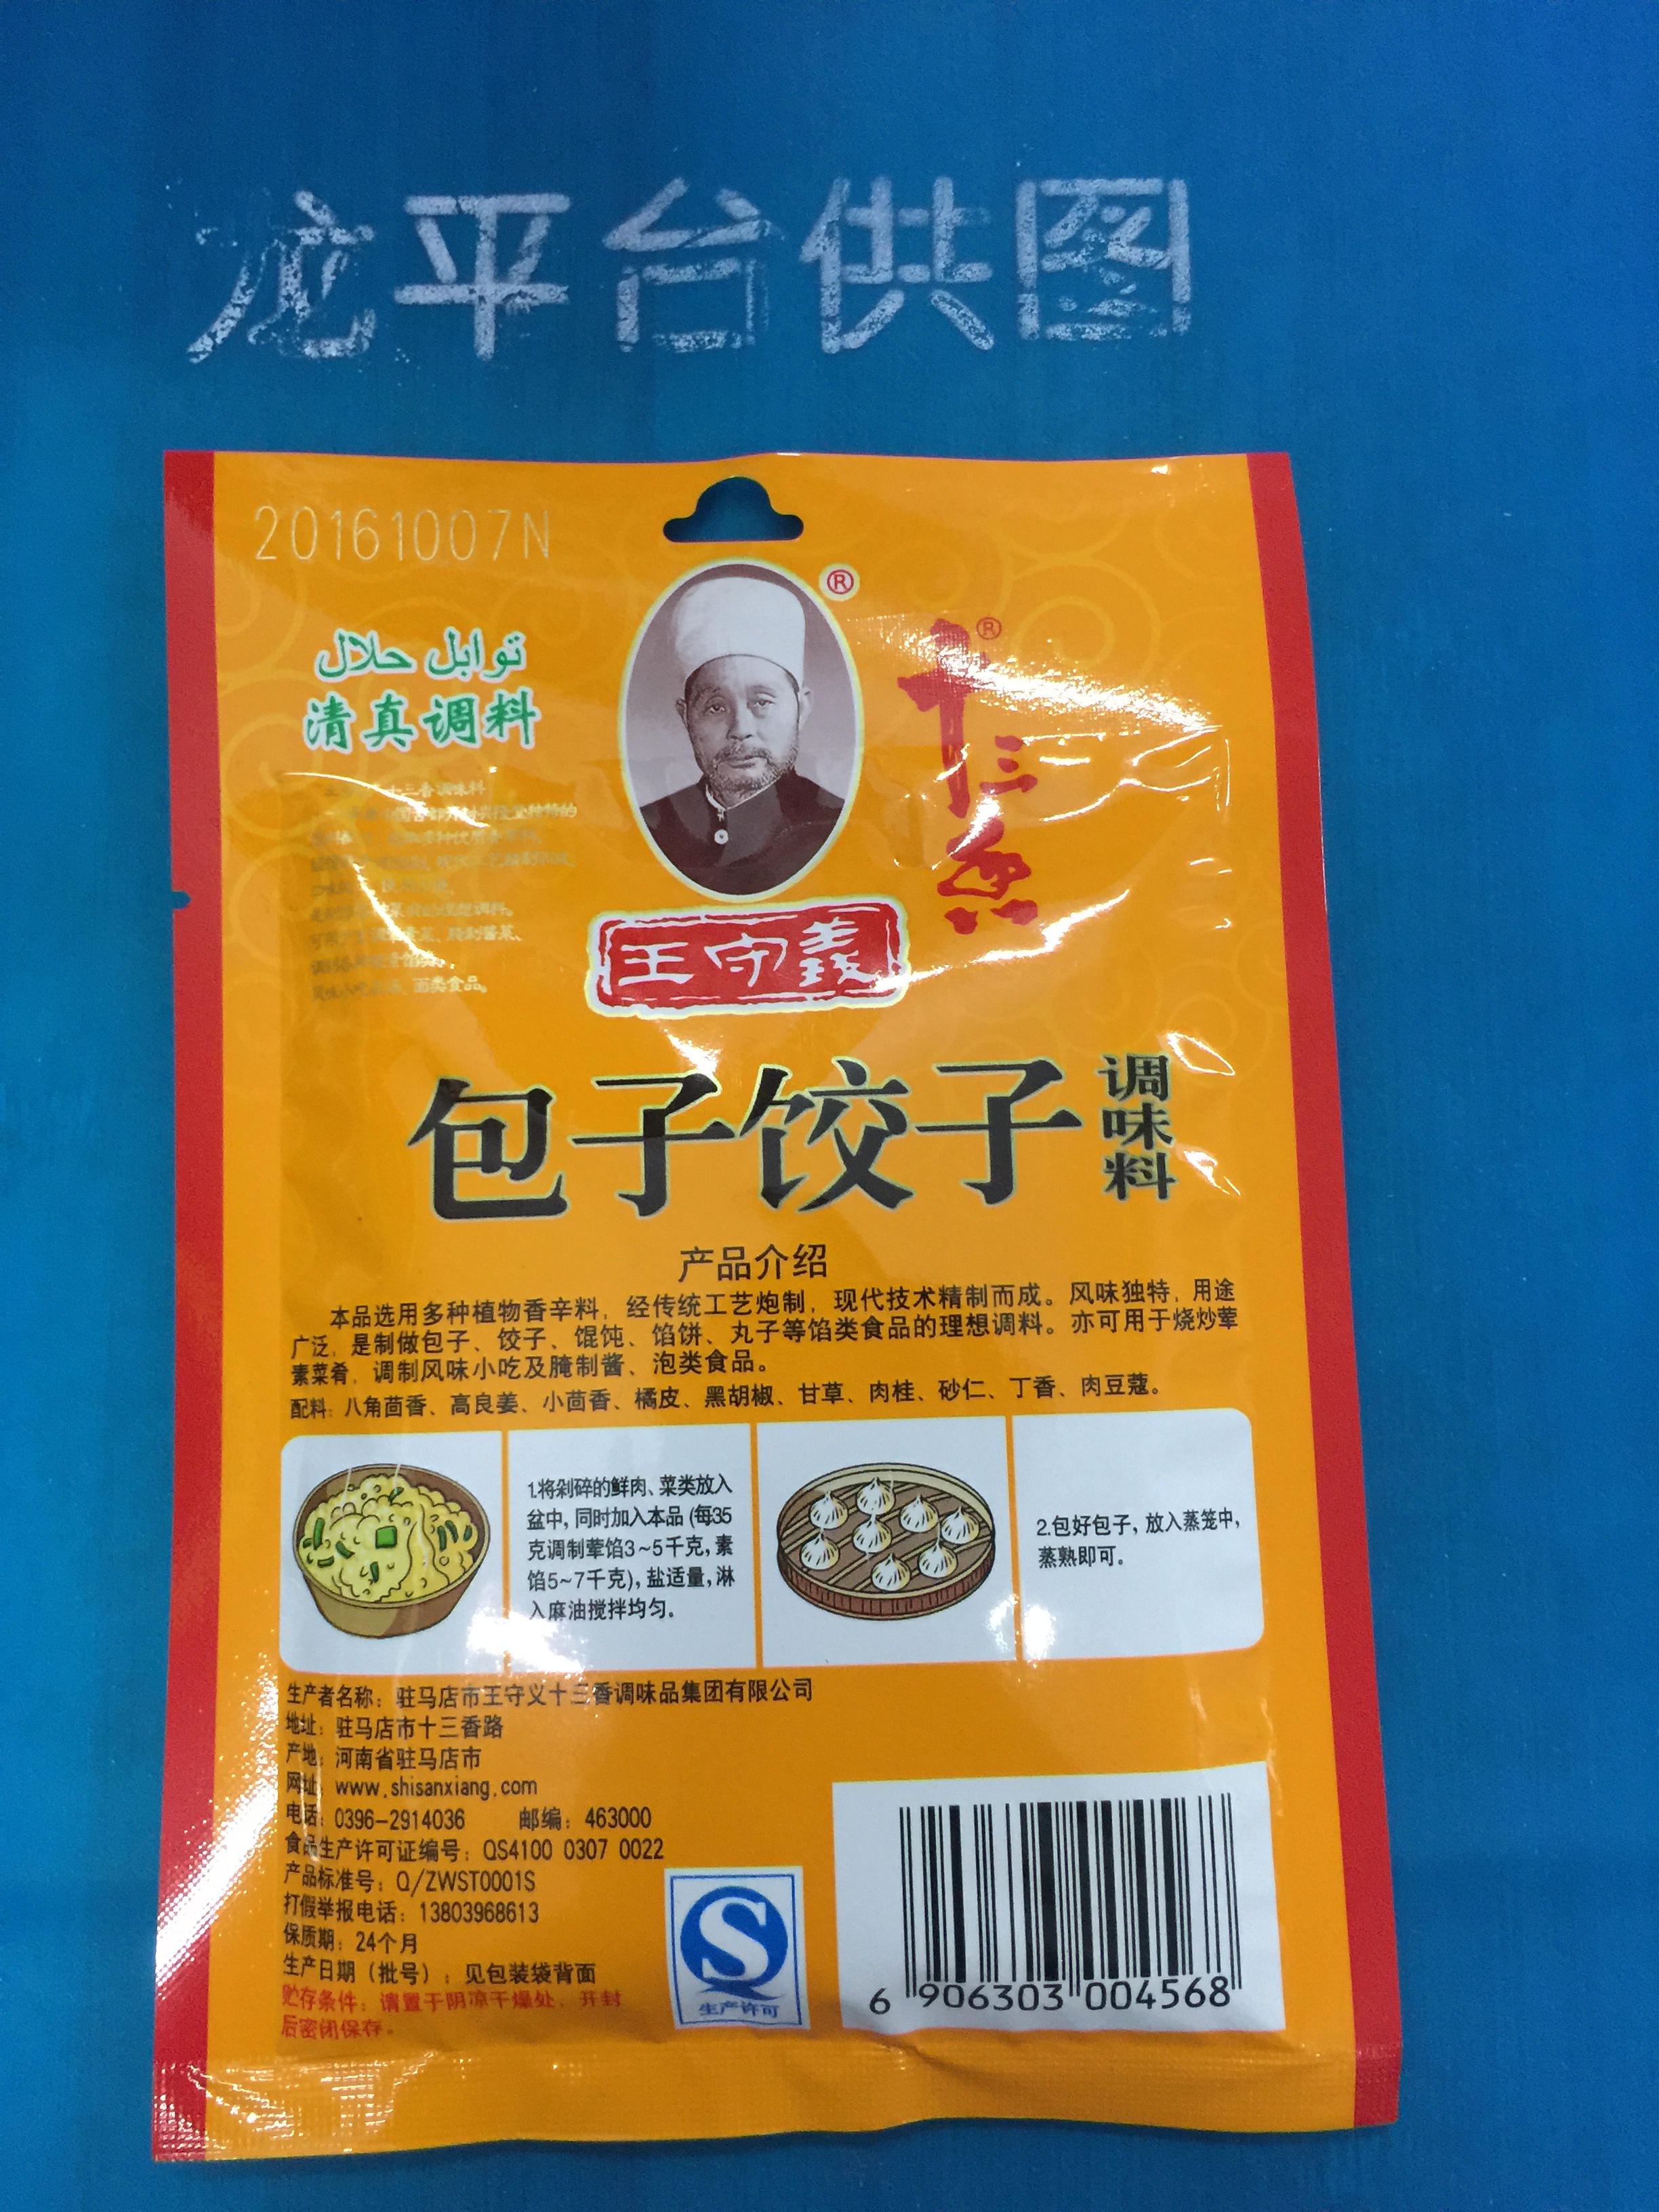 龙平台供图
20161007N
®
توابل حلال
清真调料
十三香®
十三香调味料
面类食品。
王守義
包子饺子
调味料
产品介绍
本品选用多种植物香辛料，经传统工艺炮制，现代技术精制而成。风味独特，用途
广泛，是制做包子、饺子、馄饨、馅饼、丸子等馅类食品的理想调料。亦可用于烧炒荤
素菜肴，调制风味小吃及腌制酱、泡类食品。
配料：八角茴香、高良姜、小茴香、橘皮、黑胡椒、甘草、肉桂、砂仁、丁香、肉豆蔻。
1.将剁碎的鲜肉、菜类放入
盆中，同时加入本品（每35
克调制荤馅3~5千克，素
馅5~7千克），盐适量，淋
入麻油搅拌均匀。
2.包好包子，放入蒸笼中，
蒸熟即可。
生产者名称：驻马店市王守义十三香调味品集团有限公司
地址：驻马店市十三香路
产地：河南省驻马店市
网址：www.shisanxiang.com
电话：0396-2914036 邮编：463000
食品生产许可证编号：QS4100 0307 0022
产品标准号：Q/ZWST0001S
打假举报电话：13803968613
保质期：24个月
生产日期（批号）：见包装袋背面
贮存条件：请置于阴凉干燥处，开封
后密闭保存。
生产许可
6 906303 004568